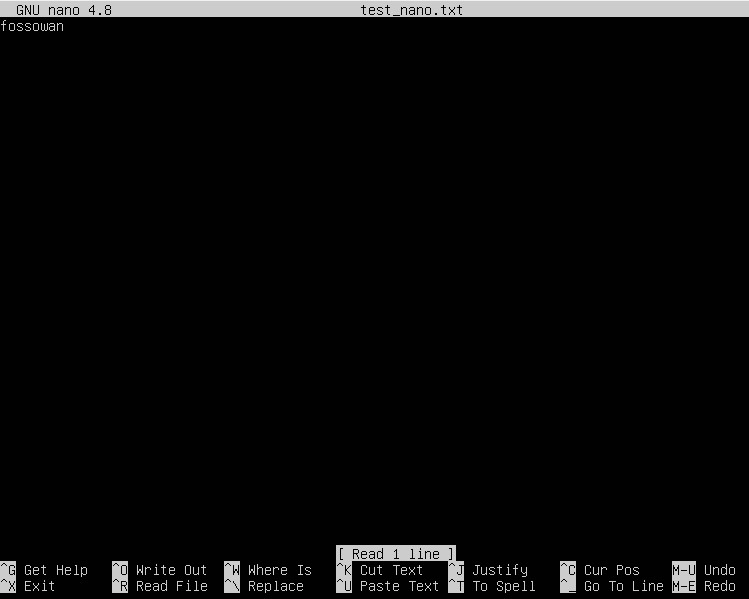 GNU nano 4.8 test_nano.txt
fossowan
[ Read 1 line ]
^G Get Help ^O Write Out ^W Where Is ^K Cut Text ^J Justify ^C Cur Pos M-U Undo
^X Exit ^R Read File ^\ Replace ^U Paste Text ^T To Spell ^_ Go To Line M-E Redo